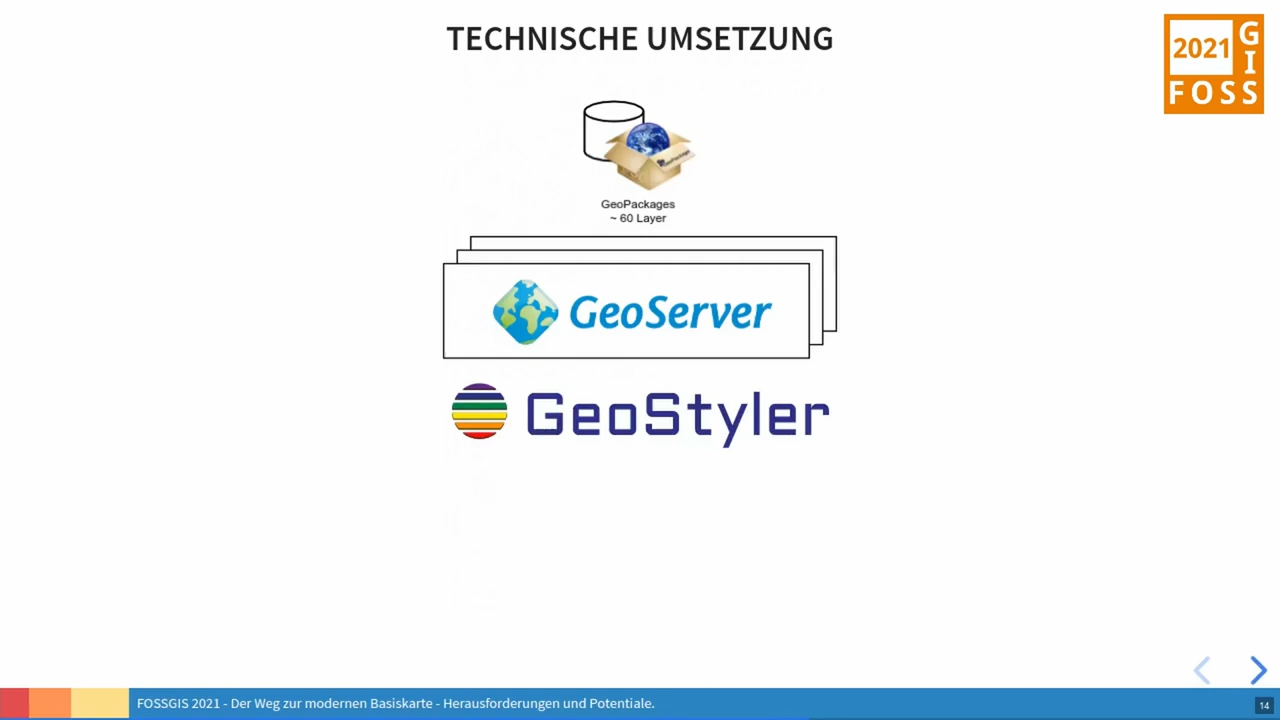 TECHNISCHE UMSETZUNG
2021
GIS
FOSS
GeoPackages
~ 60 Layer
GeoServer
GeoStyler
FOSSGIS 2021 - Der Weg zur modernen Basiskarte - Herausforderungen und Potentiale.
14